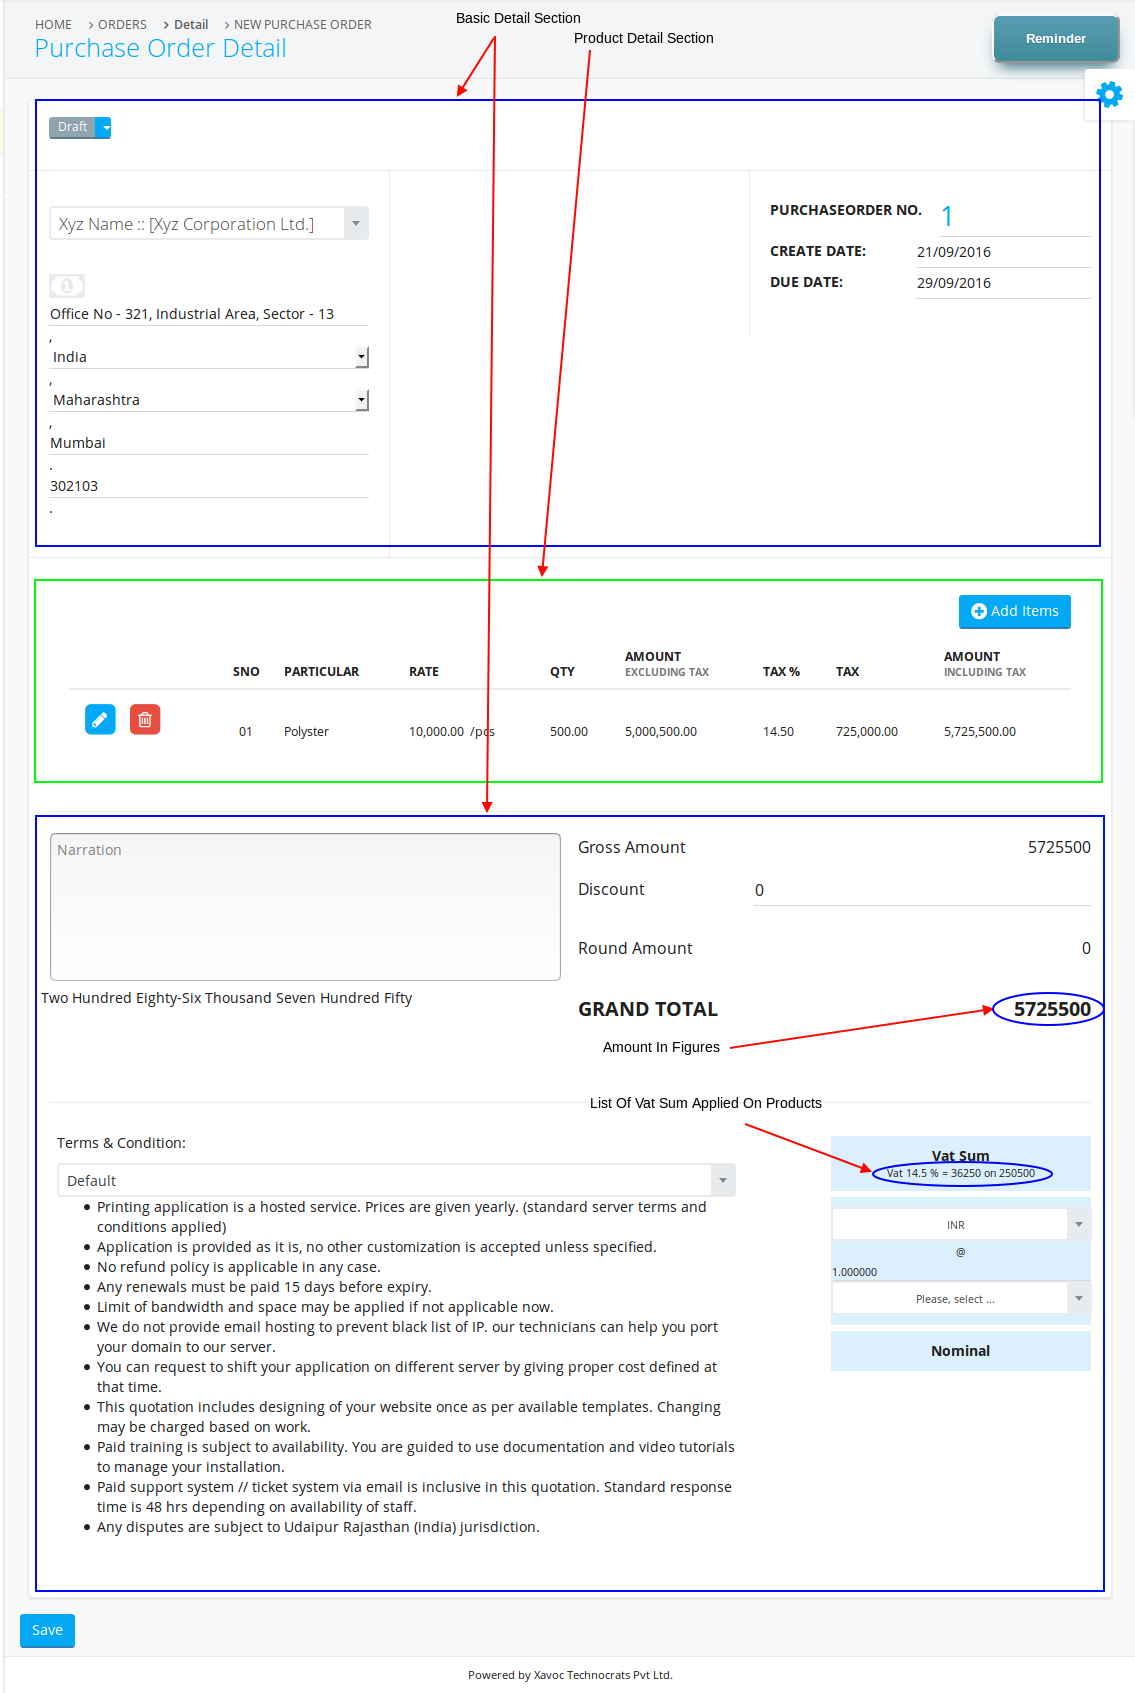 Basic Detail Section
HOME > ORDERS > Detail > NEW PURCHASE ORDER
Product Detail Section
Reminder
Purchase Order Detail
Draft
Xyz Name :: [Xyz Corporation Ltd.]
PURCHASEORDER NO. 1
CREATE DATE: 21/09/2016
DUE DATE: 29/09/2016
1
Office No - 321, Industrial Area, Sector - 13
,
India
,
Maharashtra
,
Mumbai
.
302103
.
Add Items
SNO PARTICULAR RATE QTY AMOUNT EXCLUDING TAX TAX % TAX AMOUNT INCLUDING TAX
01 Polyster 10,000.00 /pcs 500.00 5,000,500.00 14.50 725,000.00 5,725,500.00
Narration
Gross Amount 5725500
Discount 0
Round Amount 0
Two Hundred Eighty-Six Thousand Seven Hundred Fifty
GRAND TOTAL 5725500
Amount In Figures
List Of Vat Sum Applied On Products
Terms & Condition:
Default
• Printing application is a hosted service. Prices are given yearly. (standard server terms and
conditions applied)
• Application is provided as it is, no other customization is accepted unless specified.
• No refund policy is applicable in any case.
• Any renewals must be paid 15 days before expiry.
• Limit of bandwidth and space may be applied if not applicable now.
• We do not provide email hosting to prevent black list of IP. our technicians can help you port
your domain to our server.
• You can request to shift your application on different server by giving proper cost defined at
that time.
• This quotation includes designing of your website once as per available templates. Changing
may be charged based on work.
• Paid training is subject to availability. You are guided to use documentation and video tutorials
to manage your installation.
• Paid support system // ticket system via email is inclusive in this quotation. Standard response
time is 48 hrs depending on availability of staff.
• Any disputes are subject to Udaipur Rajasthan (india) jurisdiction.
Vat Sum
Vat 14.5 % = 36250 on 250500
INR
@
1.000000
Please, select ...
Nominal
Save
Powered by Xavoc Technocrats Pvt Ltd.